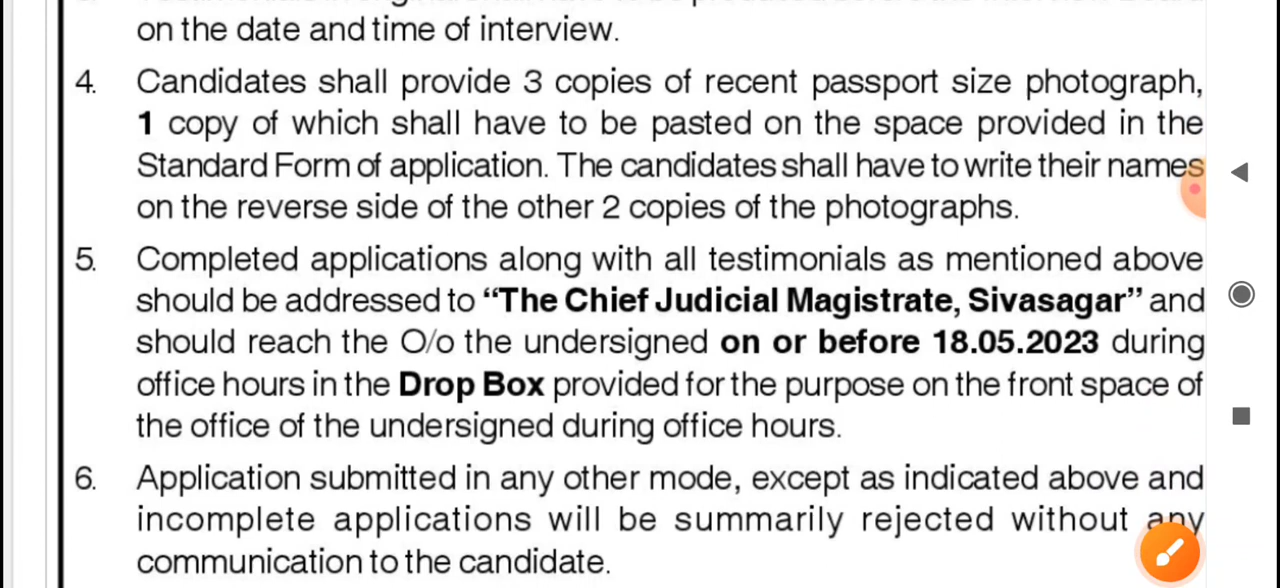 on the date and time of interview.
4. Candidates shall provide 3 copies of recent passport size photograph,
1 copy of which shall have to be pasted on the space provided in the
Standard Form of application. The candidates shall have to write their names
on the reverse side of the other 2 copies of the photographs.
5. Completed applications along with all testimonials as mentioned above
should be addressed to “The Chief Judicial Magistrate, Sivasagar” and
should reach the O/o the undersigned on or before 18.05.2023 during
office hours in the Drop Box provided for the purpose on the front space of
the office of the undersigned during office hours.
6. Application submitted in any other mode, except as indicated above and
incomplete applications will be summarily rejected without any
communication to the candidate.